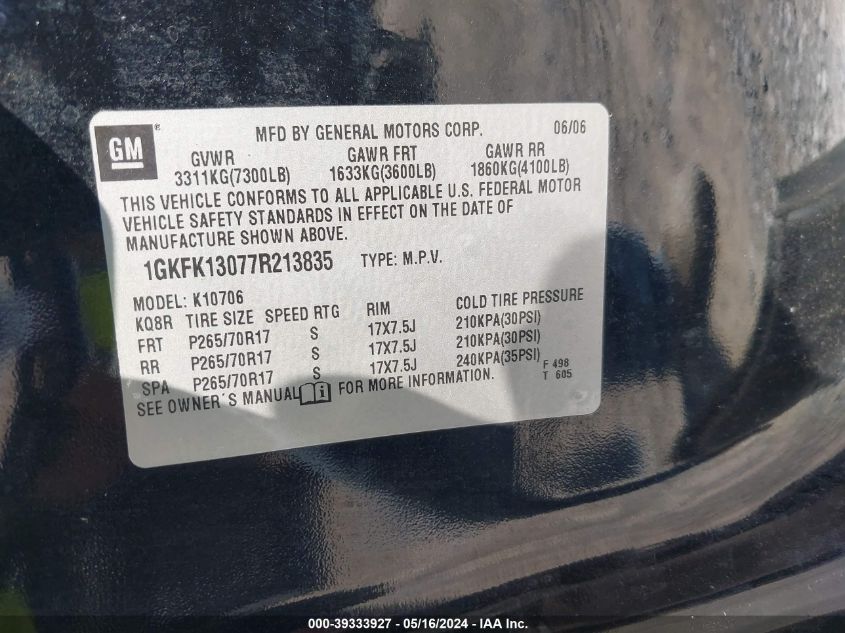 GM ®
MFD BY GENERAL MOTORS CORP. 06/06
GVWR GAWR FRT GAWR RR
3311KG(7300LB) 1633KG(3600LB) 1860KG(4100LB)
THIS VEHICLE CONFORMS TO ALL APPLICABLE U.S. FEDERAL MOTOR
VEHICLE SAFETY STANDARDS IN EFFECT ON THE DATE OF
MANUFACTURE SHOWN ABOVE.
1GKFK13077R213835 TYPE: M.P.V.
MODEL: K10706
KQ8R TIRE SIZE SPEED RTG RIM COLD TIRE PRESSURE
FRT P265/70R17 S 17X7.5J 210KPA(30PSI)
RR P265/70R17 S 17X7.5J 210KPA(30PSI)
SPA P265/70R17 S 17X7.5J 240KPA(35PSI)
SEE OWNER'S MANUAL i FOR MORE INFORMATION.
F 498
T 605
000-39333927 - 05/16/2024 - IAA Inc.